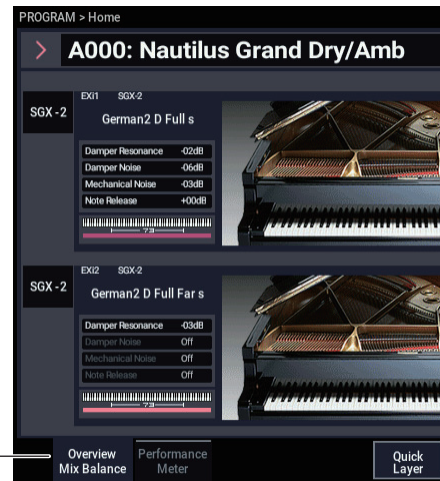 PROGRAM > Home
A000: Nautilus Grand Dry/Amb
SGX-2
EXi1 SGX-2
German2 D Full s
Damper Resonance -02dB
Damper Noise -06dB
Mechanical Noise -03dB
Note Release +00dB
73
SGX-2
EXi2 SGX-2
German2 D Full Far s
Damper Resonance -03dB
Damper Noise Off
Mechanical Noise Off
Note Release Off
73
Overview
Mix Balance
Performance
Meter
Quick
Layer